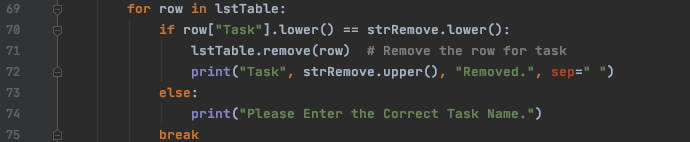 69 for row in lstTable:
70 if row["Task"].lower() == strRemove.lower():
71 lstTable.remove(row)  # Remove the row for task
72 print("Task", strRemove.upper(), "Removed.", sep=" ")
73 else:
74 print("Please Enter the Correct Task Name.")
75 break